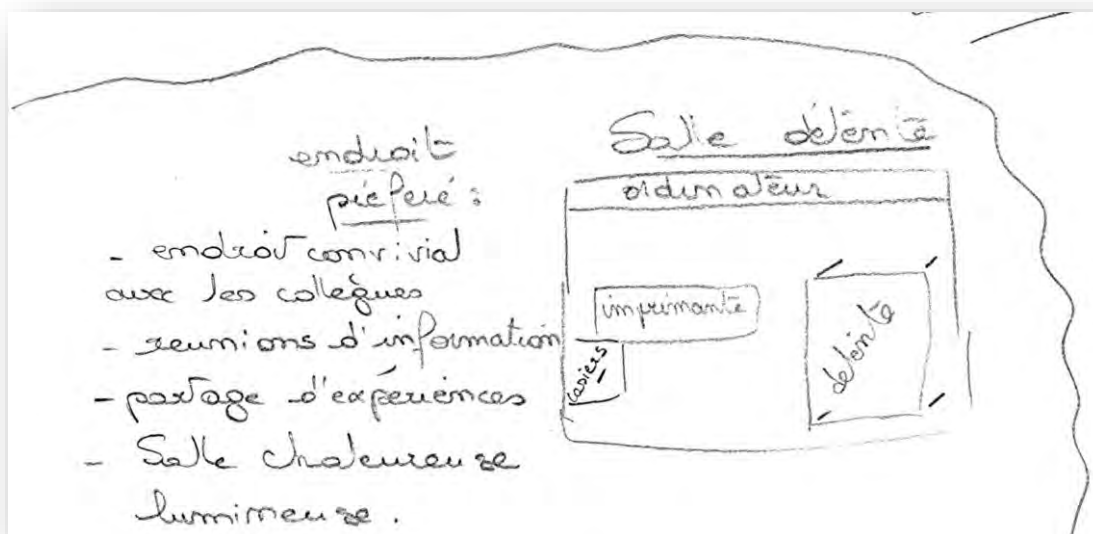 endroit
préféré :
- endroit convivial
avec les collègues
- reunions d'information
- partage d'expériences
- Salle chaleureuse
lumineuse.
Salle détente
ordinateur
imprimante
casiers
détente